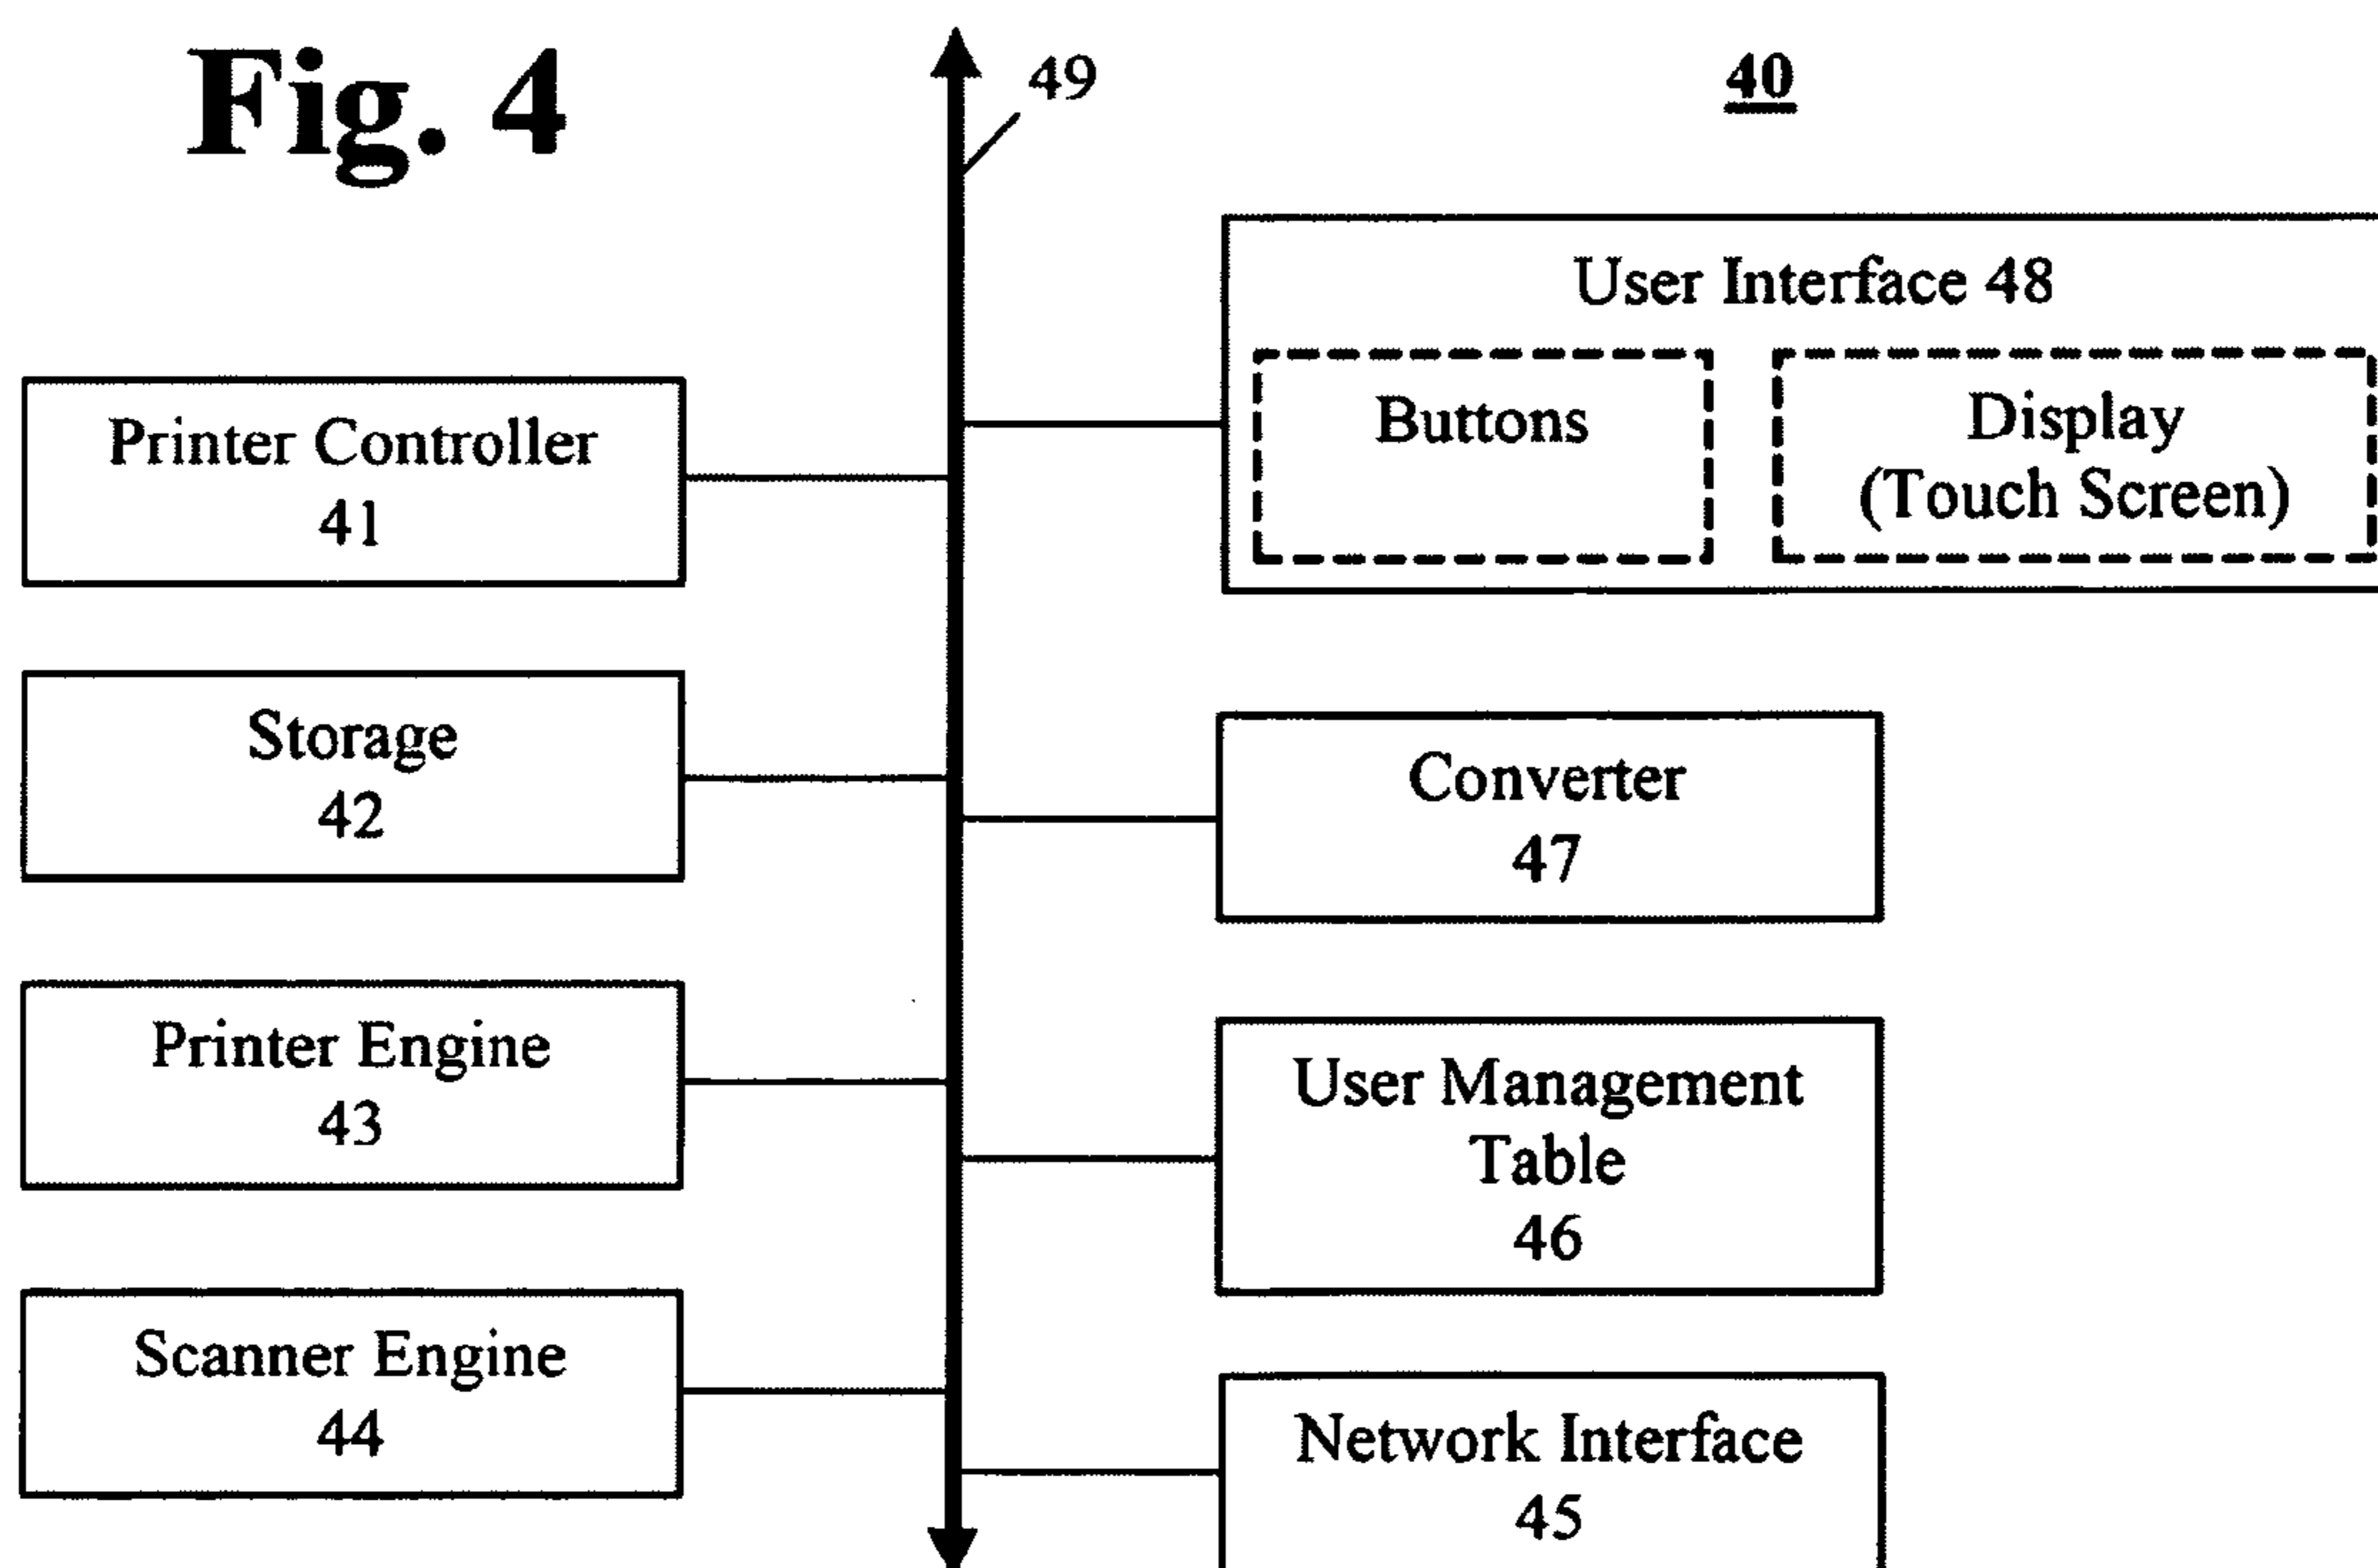 Fig. 4
49
40
User Interface 48
Buttons
Display
(Touch Screen)
Printer Controller
41
Storage
42
Converter
47
Printer Engine
43
User Management
Table
46
Scanner Engine
44
Network Interface
45